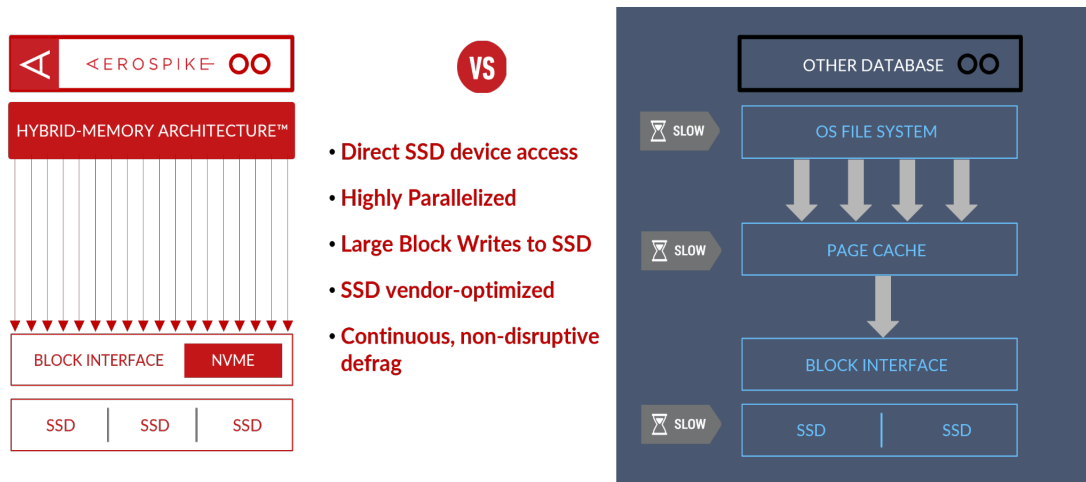 AEROSPIKE
HYBRID-MEMORY ARCHITECTURE™
BLOCK INTERFACE NVME
SSD SSD SSD
VS
• Direct SSD device access
• Highly Parallelized
• Large Block Writes to SSD
• SSD vendor-optimized
• Continuous, non-disruptive
defrag
OTHER DATABASE
SLOW
OS FILE SYSTEM
SLOW
PAGE CACHE
BLOCK INTERFACE
SLOW
SSD SSD